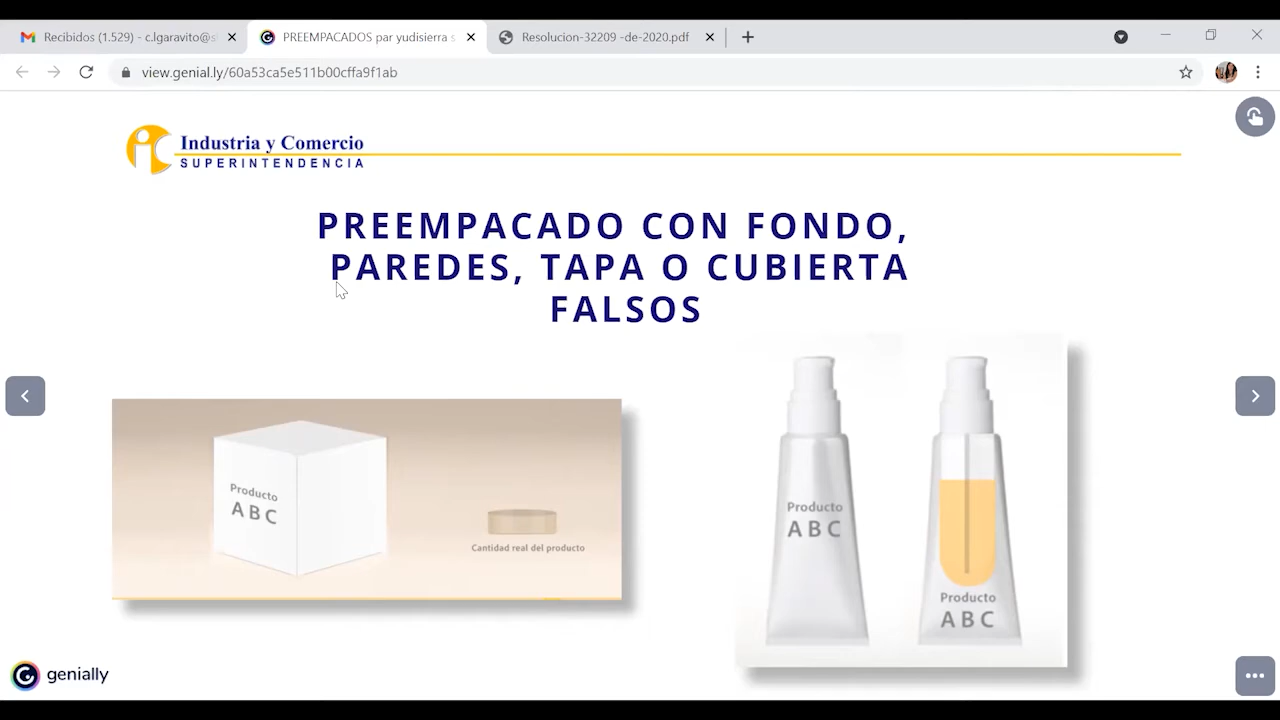 Recibidos (1.529) - c.lgaravito@s
PREEMPACADOS par yudisierra s
Resolucion-32209 -de-2020.pdf
view.genial.ly/60a53ca5e511b00cffa9f1ab
Industria y Comercio
SUPERINTENDENCIA
PREEMPACADO CON FONDO,
PAREDES, TAPA O CUBIERTA
FALSOS
Producto
ABC
Cantidad real del producto
Producto
ABC
Producto
ABC
genially